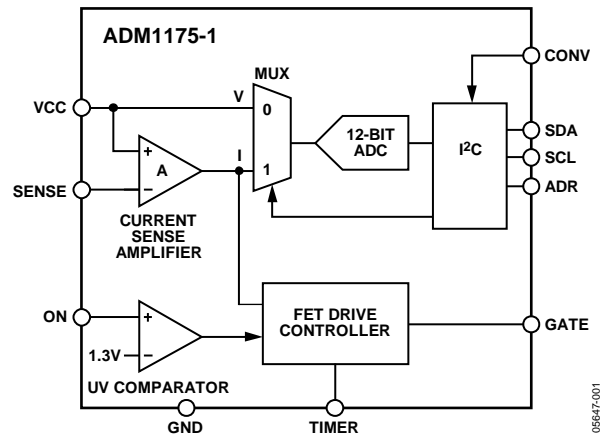 ADM1175-1
MUX
CONV
VCC
V
0
12-BIT
ADC
I²C
SDA
SCL
ADR
+
A
−
I
1
SENSE
CURRENT
SENSE
AMPLIFIER
ON
+
1.3V
−
FET DRIVE
CONTROLLER
GATE
UV COMPARATOR
GND
TIMER
05647-001